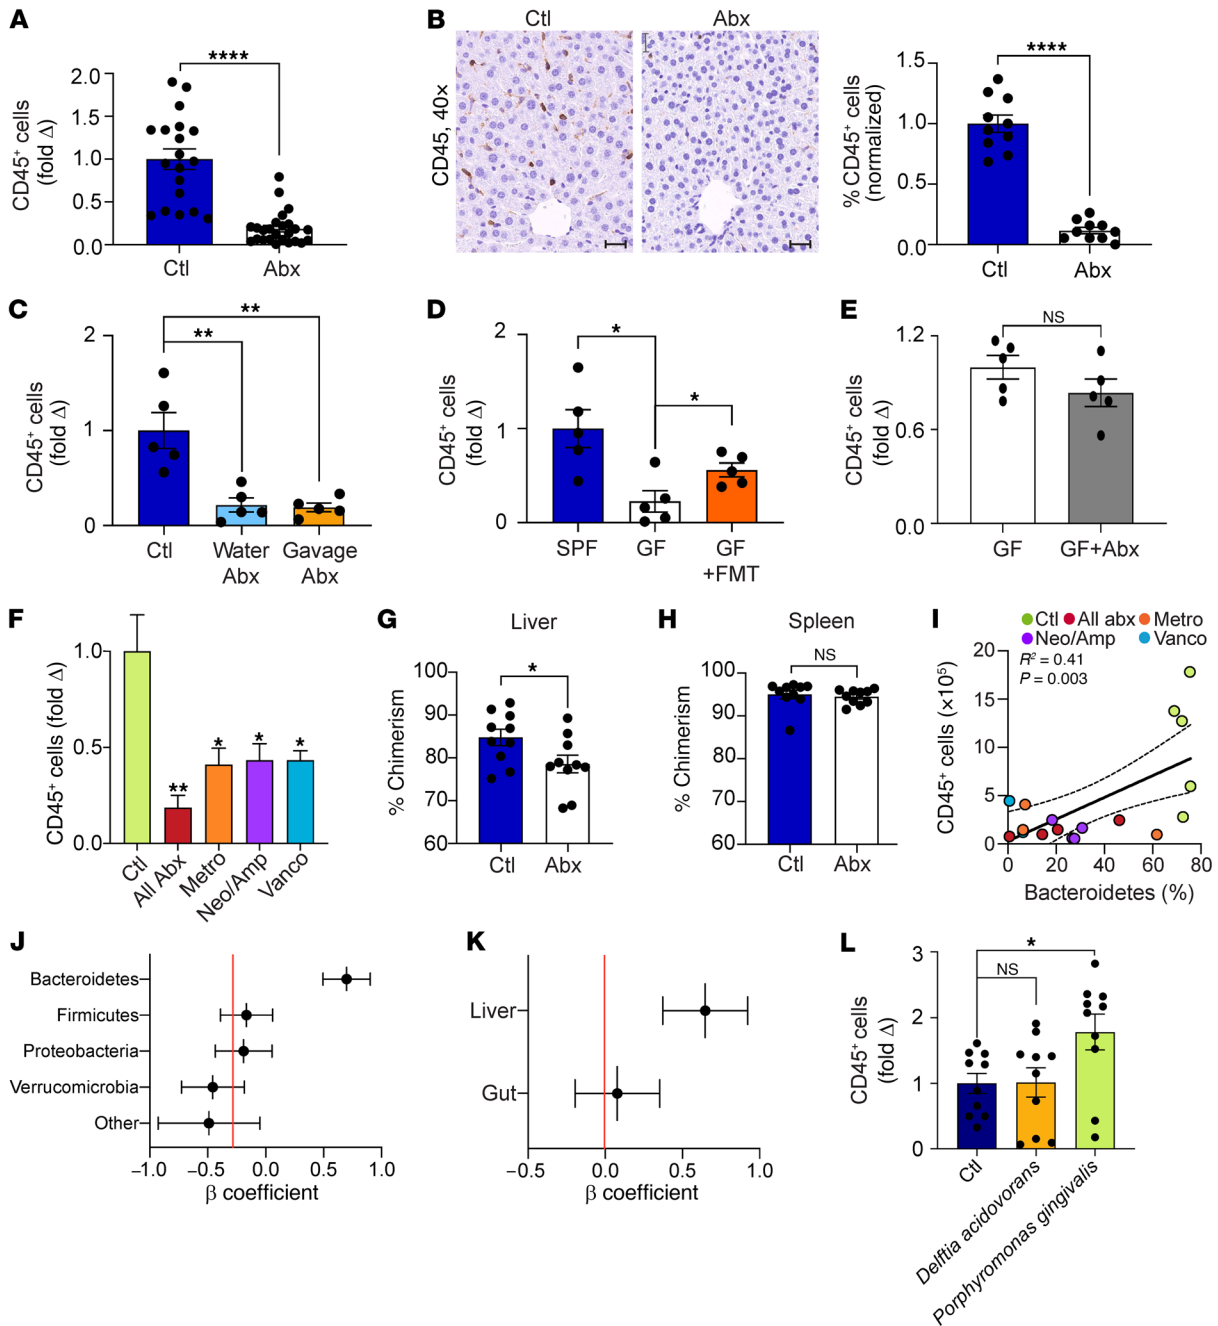 A
CD45⁺ cells
(fold Δ)
2.0
1.5
1.0
0.5
0.0
****
Ctl
Abx
B
Ctl
Abx
CD45, 40×
% CD45⁺ cells
(normalized)
1.5
1.0
0.5
0.0
****
Ctl
Abx
C
CD45⁺ cells
(fold Δ)
2
1
0
**
**
Ctl
Water
Abx
Gavage
Abx
D
CD45⁺ cells
(fold Δ)
2
1
0
*
*
SPF
GF
GF
+FMT
E
CD45⁺ cells
(fold Δ)
1.2
0.6
0.0
NS
GF
GF+Abx
F
CD45⁺ cells (fold Δ)
1.0
0.5
0.0
**
*
*
*
Ctl
All Abx
Metro
Neo/Amp
Vanco
G
Liver
% Chimerism
100
90
80
70
60
*
Ctl
Abx
H
Spleen
% Chimerism
100
90
80
70
60
NS
Ctl
Abx
I
Ctl
All abx
Metro
Neo/Amp
Vanco
R² = 0.41
P = 0.003
CD45⁺ cells (×10⁵)
20
15
10
5
0
0
20
40
60
80
Bacteroidetes (%)
J
Bacteroidetes
Firmicutes
Proteobacteria
Verrucomicrobia
Other
−1.0
−0.5
0.0
0.5
1.0
β coefficient
K
Liver
Gut
−0.5
0.0
0.5
1.0
β coefficient
L
CD45⁺ cells
(fold Δ)
3
2
1
0
*
NS
Ctl
Delftia acidovorans
Porphyromonas gingivalis